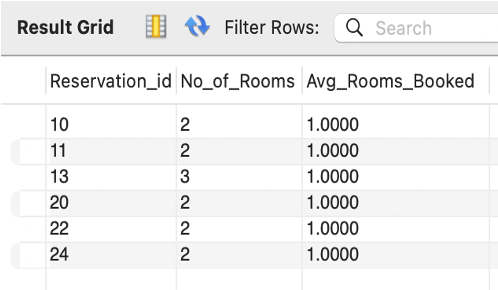 Result Grid Filter Rows: Search
Reservation_id No_of_Rooms Avg_Rooms_Booked
10 2 1.0000
11 2 1.0000
13 3 1.0000
20 2 1.0000
22 2 1.0000
24 2 1.0000